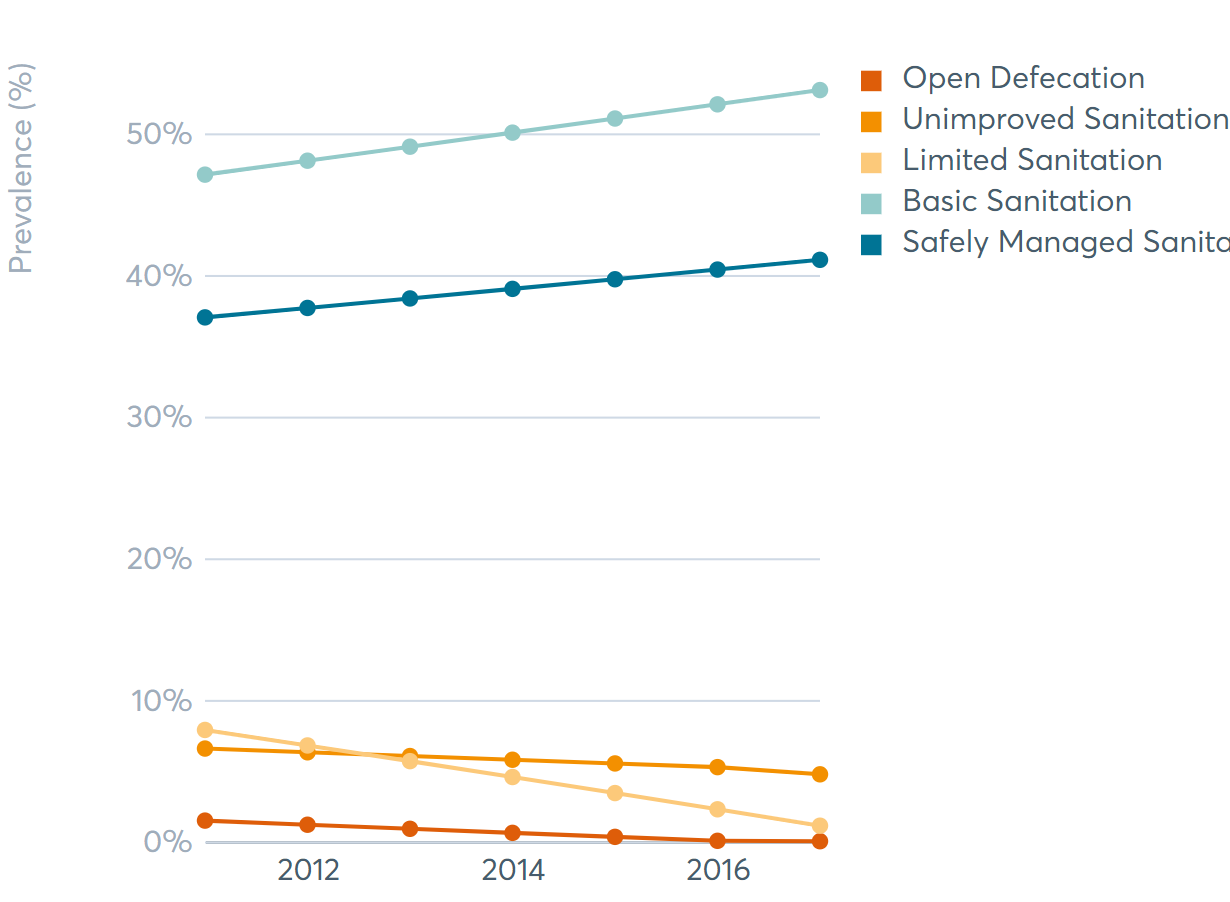 Prevalence (%)
50%
40%
30%
20%
10%
0%
2012
2014
2016
Open Defecation
Unimproved Sanitation
Limited Sanitation
Basic Sanitation
Safely Managed Sanita